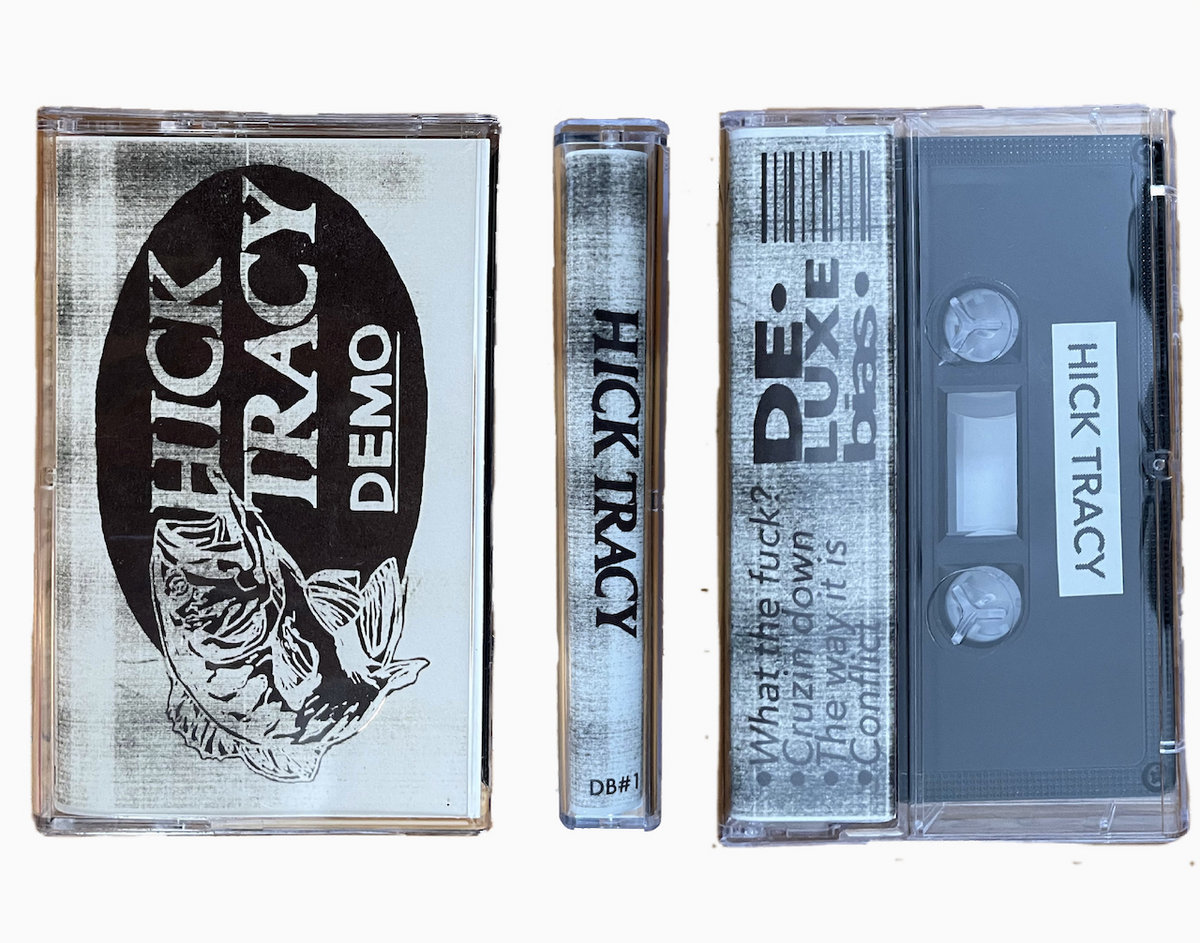 HICK
TRACY
DEMO
HICK TRACY
DB#1
DE•
LUXE
bias•
•What the fuck?
•Cruzin down
•The way it is
•Conflict
HICK TRACY